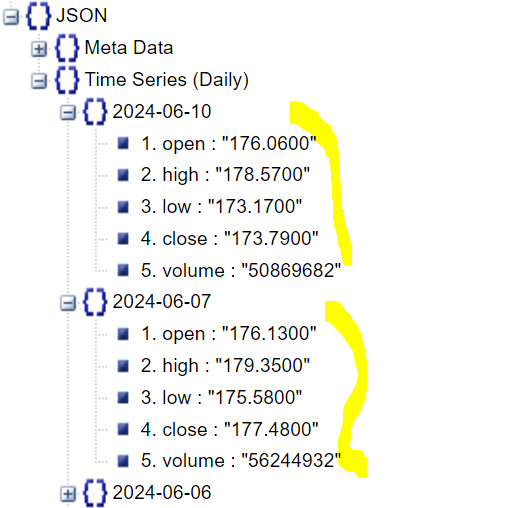 JSON
Meta Data
Time Series (Daily)
2024-06-10
1. open : "176.0600"
2. high : "178.5700"
3. low : "173.1700"
4. close : "173.7900"
5. volume : "50869682"
2024-06-07
1. open : "176.1300"
2. high : "179.3500"
3. low : "175.5800"
4. close : "177.4800"
5. volume : "56244932"
2024-06-06